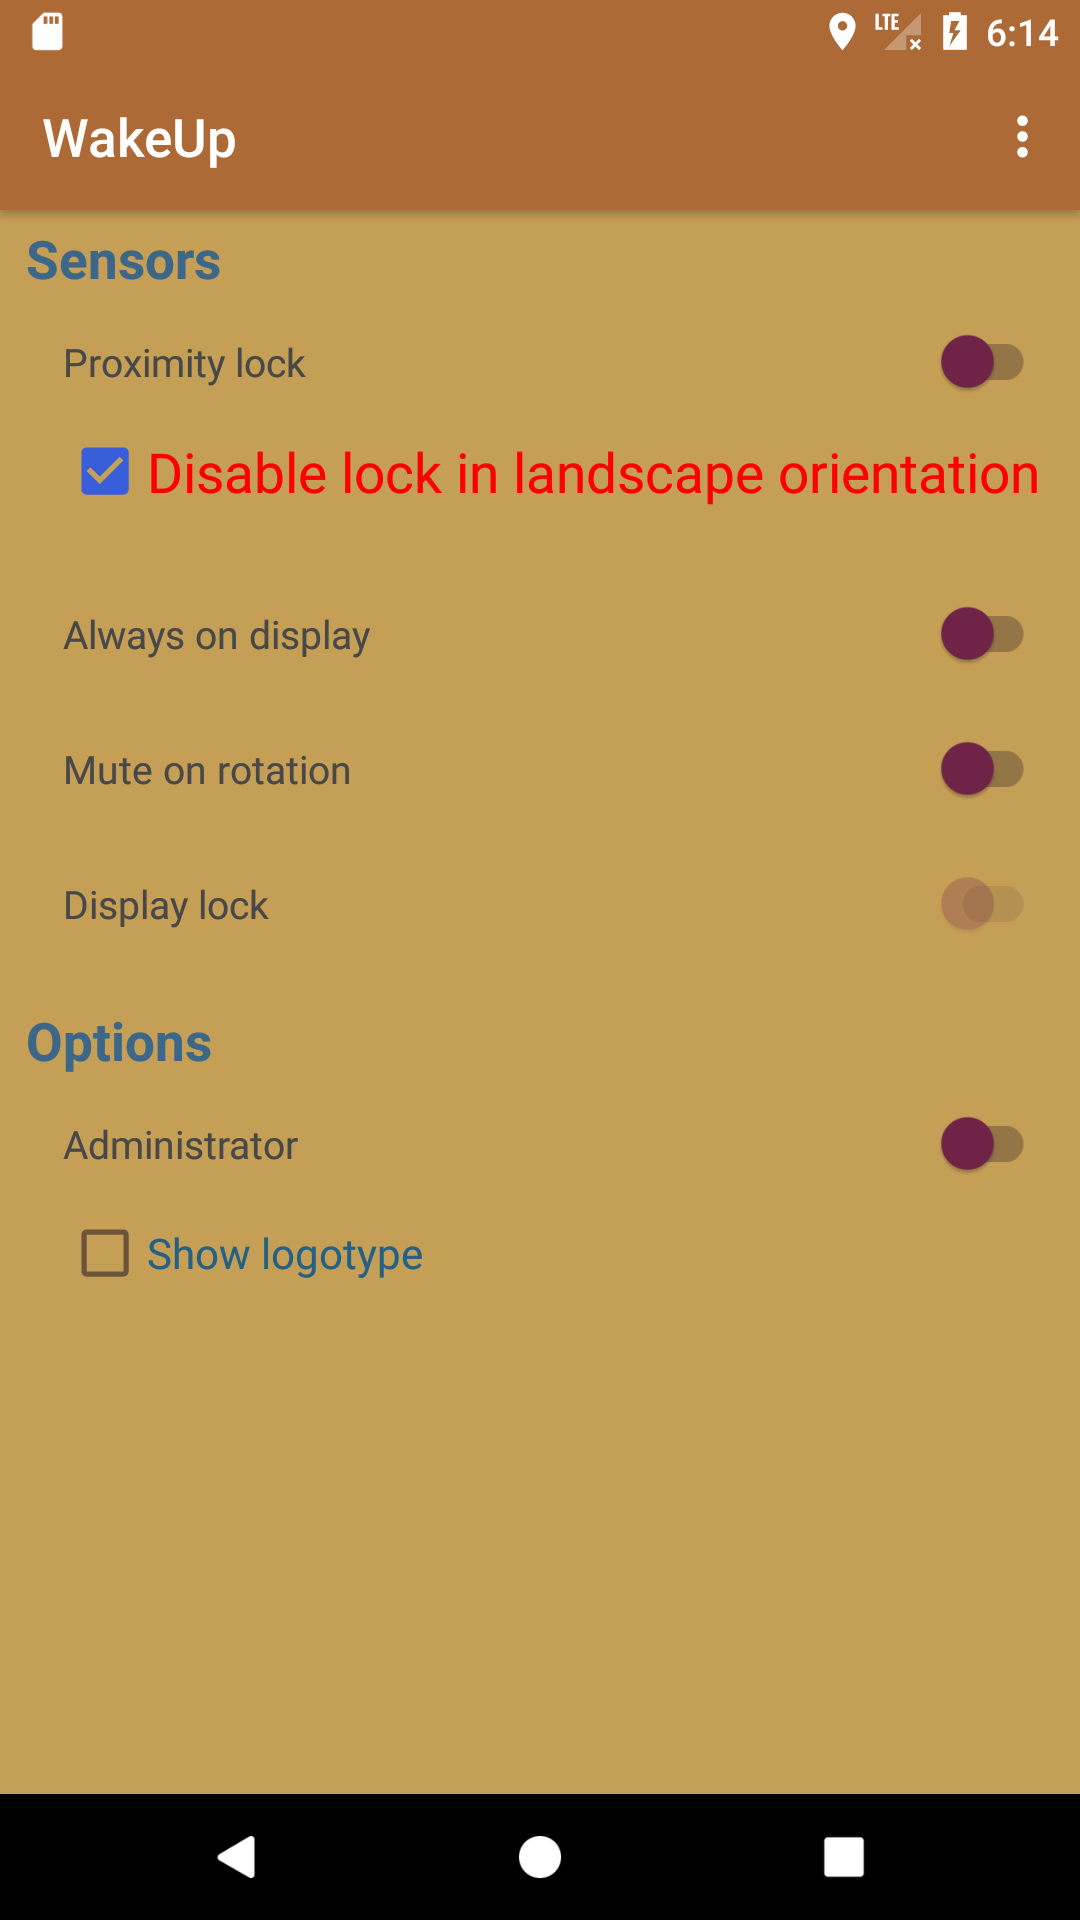 LTE 6:14
WakeUp
Sensors
Proximity lock
Disable lock in landscape orientation
Always on display
Mute on rotation
Display lock
Options
Administrator
Show logotype